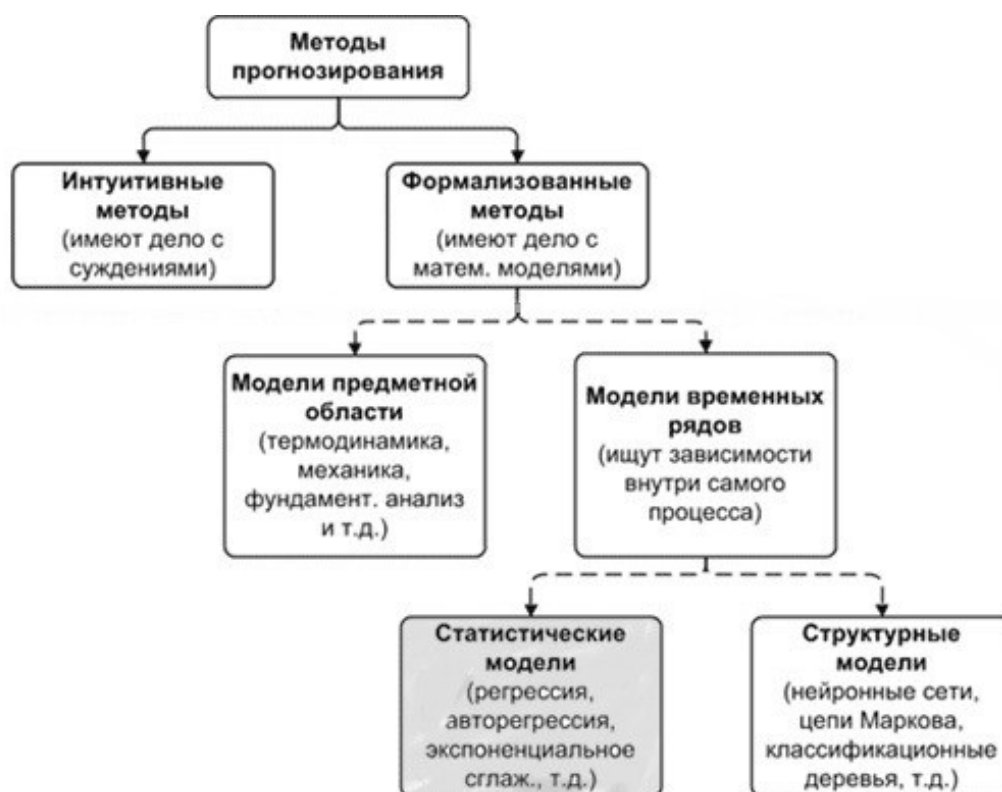 Методы
прогнозирования
Интуитивные
методы
(имеют дело с
суждениями)
Формализованные
методы
(имеют дело с
матем. моделями)
Модели предметной
области
(термодинамика,
механика,
фундамент. анализ
и т.д.)
Модели временных
рядов
(ищут зависимости
внутри самого
процесса)
Статистические
модели
(регрессия,
авторегрессия,
экспоненциальное
сглаж., т.д.)
Структурные
модели
(нейронные сети,
цепи Маркова,
классификационные
деревья, т.д.)